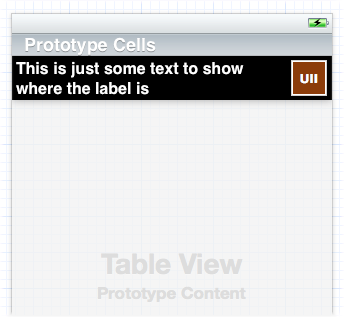 Prototype Cells
This is just some text to show
where the label is
UII
Table View
Prototype Content